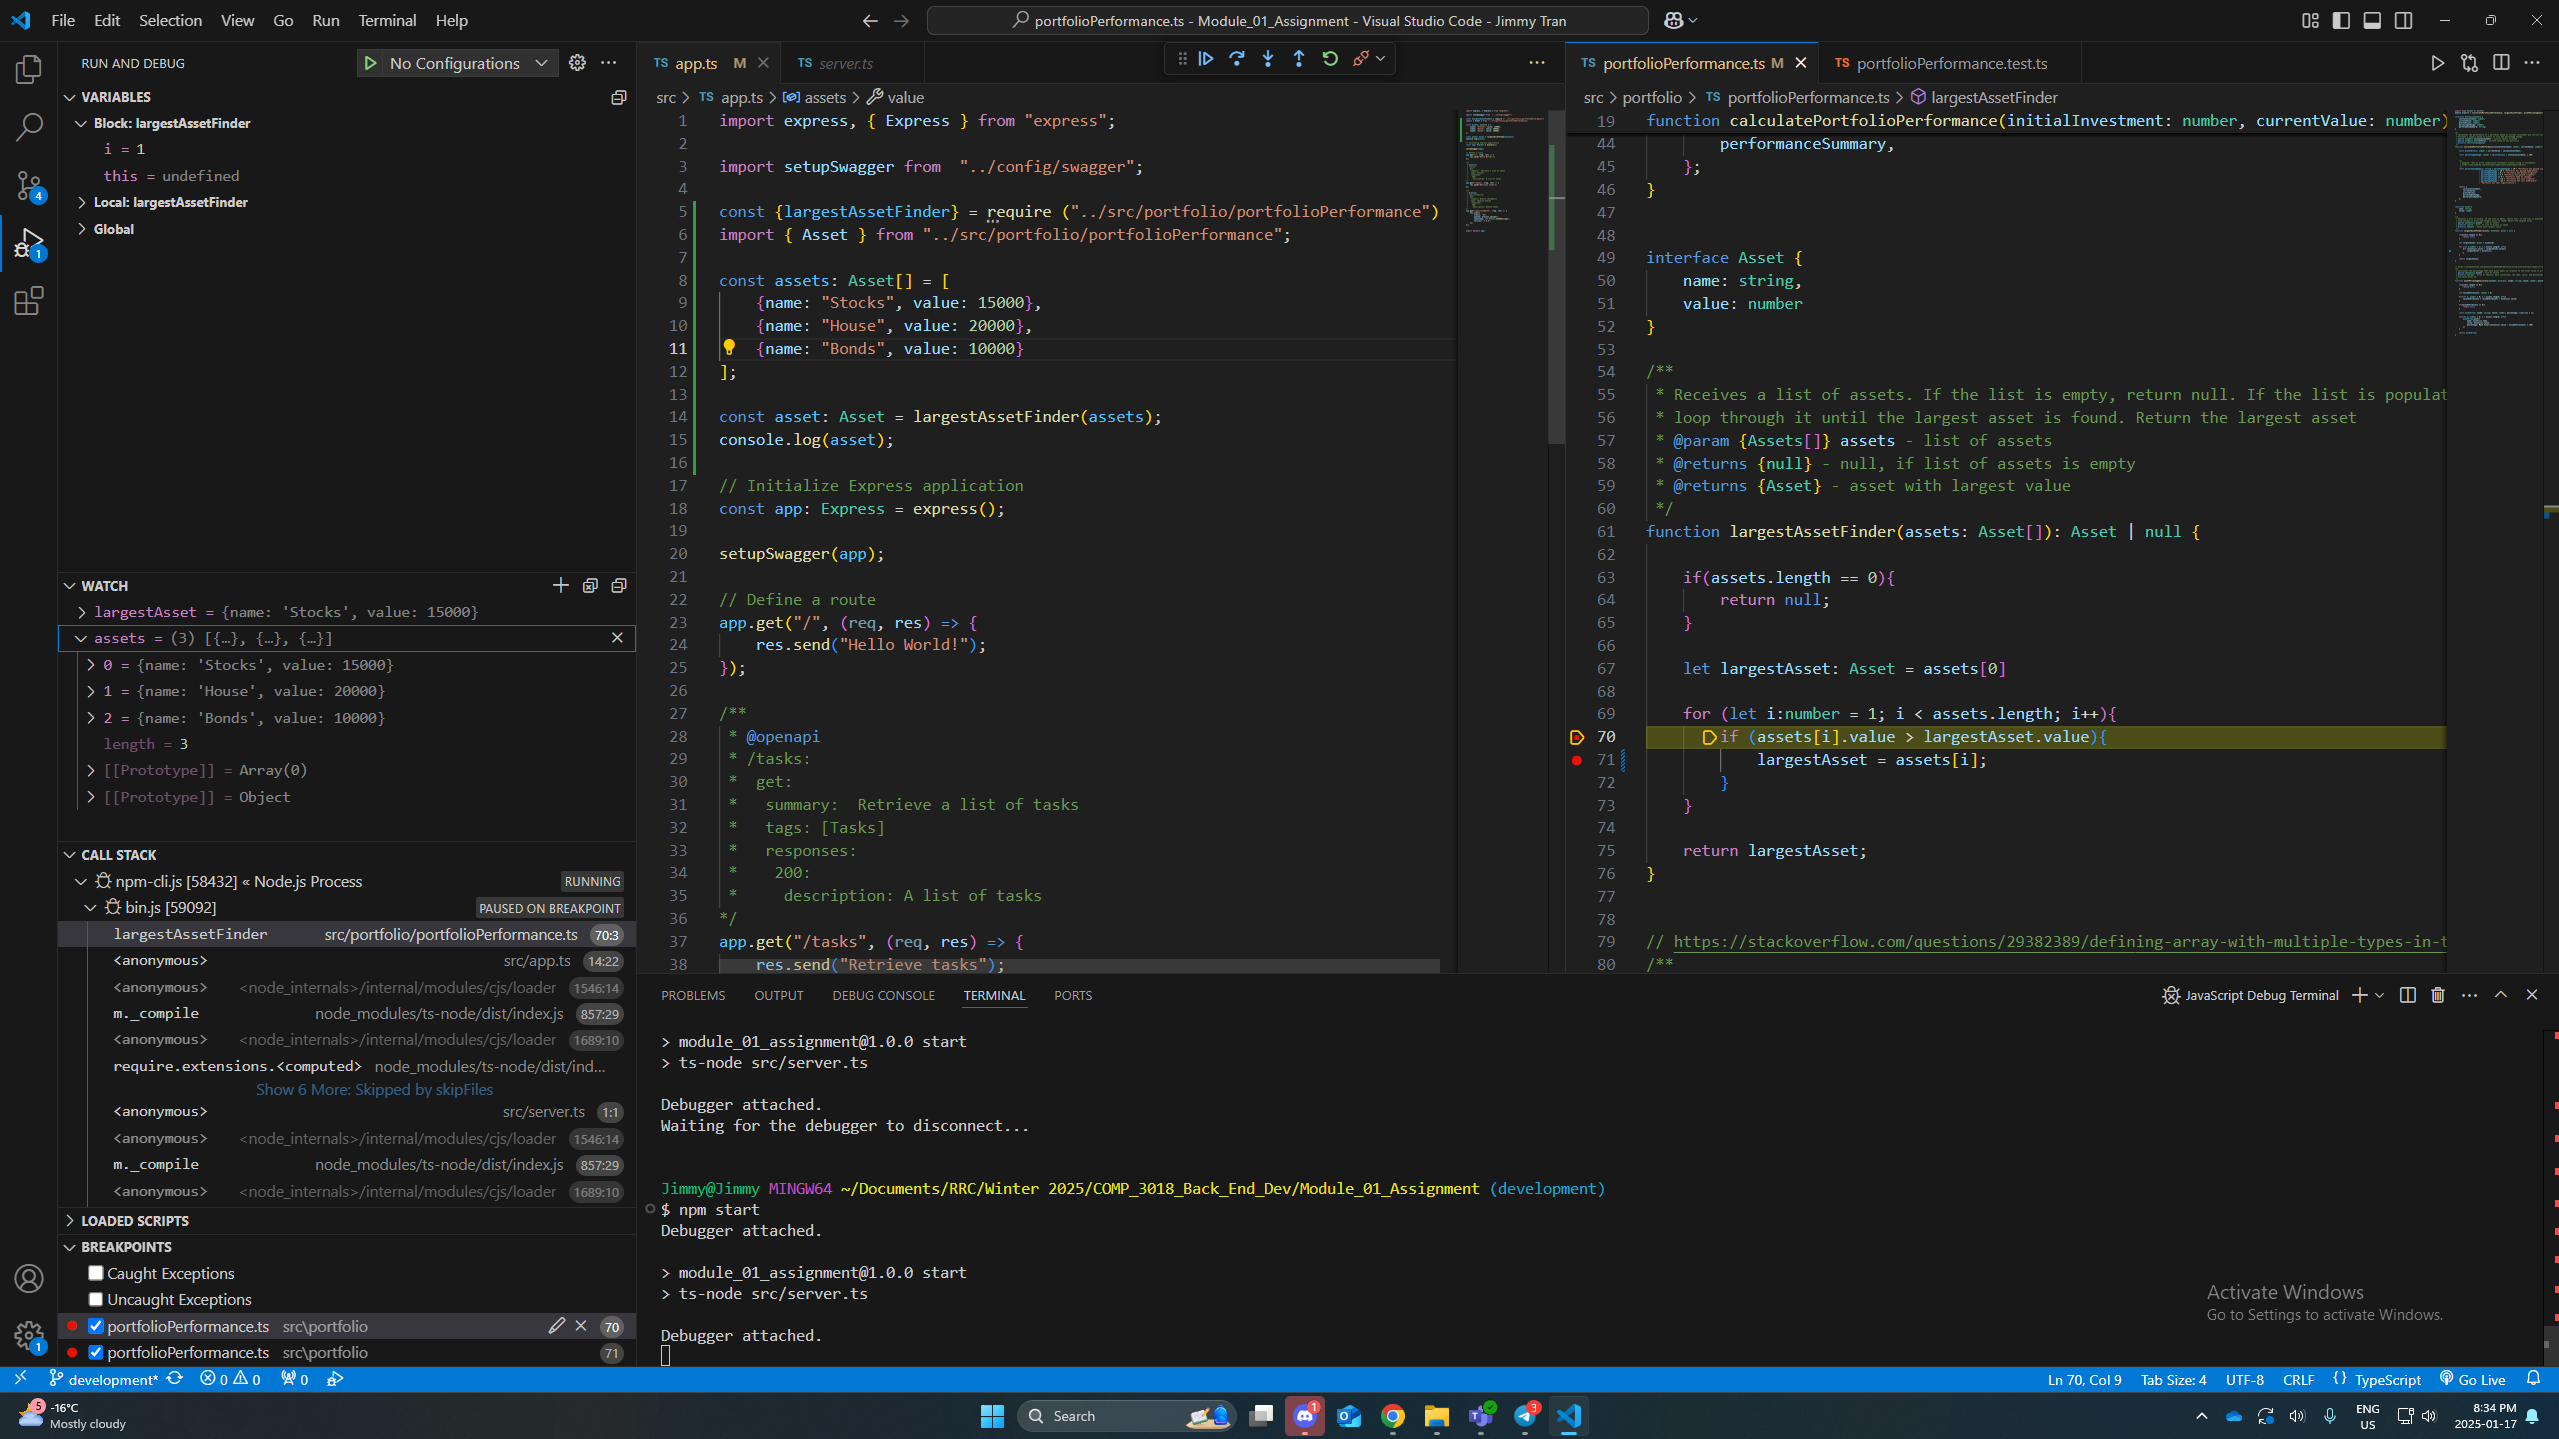 File Edit Selection View Go Run Terminal Help
portfolioPerformance.ts - Module_01_Assignment - Visual Studio Code - Jimmy Tran
RUN AND DEBUG
No Configurations
VARIABLES
Block: largestAssetFinder
i = 1
this = undefined
Local: largestAssetFinder
Global
WATCH
largestAsset = {name: 'Stocks', value: 15000}
assets = (3) [{…}, {…}, {…}]
0 = {name: 'Stocks', value: 15000}
1 = {name: 'House', value: 20000}
2 = {name: 'Bonds', value: 10000}
length = 3
[[Prototype]] = Array(0)
[[Prototype]] = Object
CALL STACK
npm-cli.js [58432] « Node.js Process RUNNING
bin.js [59092] PAUSED ON BREAKPOINT
largestAssetFinder src/portfolio/portfolioPerformance.ts 70:3
<anonymous> src/app.ts 14:22
<anonymous> <node_internals>/internal/modules/cjs/loader 1546:14
m._compile node_modules/ts-node/dist/index.js 857:29
<anonymous> <node_internals>/internal/modules/cjs/loader 1689:10
require.extensions.<computed> node_modules/ts-node/dist/ind...
Show 6 More: Skipped by skipFiles
<anonymous> src/server.ts 1:1
<anonymous> <node_internals>/internal/modules/cjs/loader 1546:14
m._compile node_modules/ts-node/dist/index.js 857:29
<anonymous> <node_internals>/internal/modules/cjs/loader 1689:10
LOADED SCRIPTS
BREAKPOINTS
Caught Exceptions
Uncaught Exceptions
portfolioPerformance.ts src\portfolio 70
portfolioPerformance.ts src\portfolio 71
4
1
1
TS app.ts M
TS server.ts
src > TS app.ts > assets > value
1 import express, { Express } from "express";
2
3 import setupSwagger from  "../config/swagger";
4
5 const {largestAssetFinder} = require ("../src/portfolio/portfolioPerformance")
6 import { Asset } from "../src/portfolio/portfolioPerformance";
7
8 const assets: Asset[] = [
9 {name: "Stocks", value: 15000},
10 {name: "House", value: 20000},
11 {name: "Bonds", value: 10000}
12 ];
13
14 const asset: Asset = largestAssetFinder(assets);
15 console.log(asset);
16
17 // Initialize Express application
18 const app: Express = express();
19
20 setupSwagger(app);
21
22 // Define a route
23 app.get("/", (req, res) => {
24 res.send("Hello World!");
25 });
26
27 /**
28 * @openapi
29 * /tasks:
30 *  get:
31 *   summary:  Retrieve a list of tasks
32 *   tags: [Tasks]
33 *   responses:
34 *    200:
35 *     description: A list of tasks
36 */
37 app.get("/tasks", (req, res) => {
38 res.send("Retrieve tasks");
TS portfolioPerformance.ts M
TS portfolioPerformance.test.ts
src > portfolio > TS portfolioPerformance.ts > largestAssetFinder
19 function calculatePortfolioPerformance(initialInvestment: number, currentValue: number)
44 performanceSummary,
45 };
46 }
47
48
49 interface Asset {
50 name: string,
51 value: number
52 }
53
54 /**
55 * Receives a list of assets. If the list is empty, return null. If the list is populat
56 * loop through it until the largest asset is found. Return the largest asset
57 * @param {Assets[]} assets - list of assets
58 * @returns {null} - null, if list of assets is empty
59 * @returns {Asset} - asset with largest value
60 */
61 function largestAssetFinder(assets: Asset[]): Asset | null {
62
63 if(assets.length == 0){
64 return null;
65 }
66
67 let largestAsset: Asset = assets[0]
68
69 for (let i:number = 1; i < assets.length; i++){
70 if (assets[i].value > largestAsset.value){
71 largestAsset = assets[i];
72 }
73 }
74
75 return largestAsset;
76 }
77
78
79 // https://stackoverflow.com/questions/29382389/defining-array-with-multiple-types-in-t
80 /**
PROBLEMS OUTPUT DEBUG CONSOLE TERMINAL PORTS
JavaScript Debug Terminal
> module_01_assignment@1.0.0 start
> ts-node src/server.ts
Debugger attached.
Waiting for the debugger to disconnect...
Jimmy@Jimmy MINGW64 ~/Documents/RRC/Winter 2025/COMP_3018_Back_End_Dev/Module_01_Assignment (development)
$ npm start
Debugger attached.
> module_01_assignment@1.0.0 start
> ts-node src/server.ts
Debugger attached.
Activate Windows
Go to Settings to activate Windows.
development* 0 0 0
Ln 70, Col 9 Tab Size: 4 UTF-8 CRLF {} TypeScript Go Live
5
-16°C
Mostly cloudy
Search
1
3
ENG
US
8:34 PM
2025-01-17